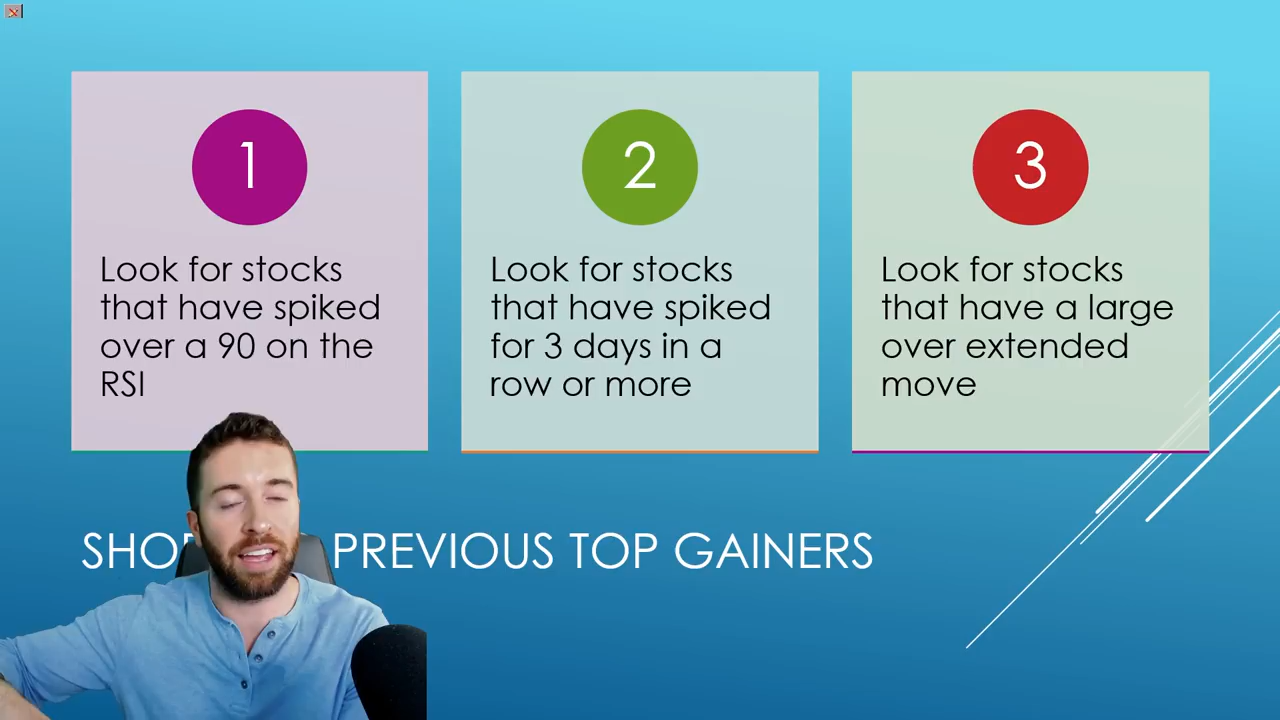 1
Look for stocks
that have spiked
over a 90 on the
RSI
2
Look for stocks
that have spiked
for 3 days in a
row or more
3
Look for stocks
that have a large
over extended
move
PREVIOUS TOP GAINERS